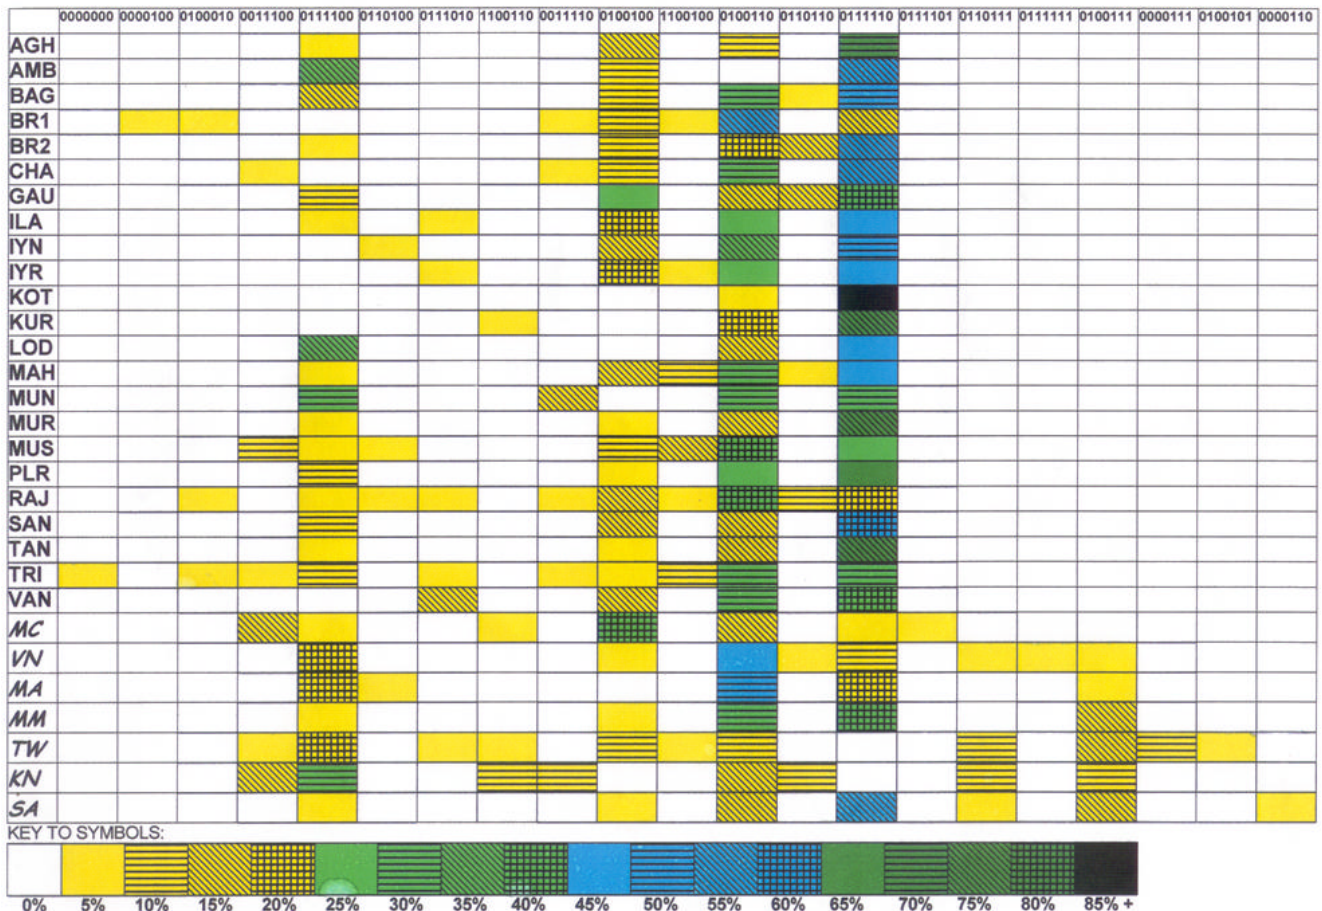 00000000 0000100 0100010 0011100 0111100 0110100 0111010 1100110 0011110 0100100 1100100 0100110 0110110 0111110 0111101 0110111 0111111 0100111 0000111 0100101 0000110
AGH
AMB
BAG
BR1
BR2
CHA
GAU
ILA
IYN
IYR
KOT
KUR
LOD
MAH
MUN
MUR
MUS
PLR
RAJ
SAN
TAN
TRI
VAN
MC
VN
MA
MM
TW
KN
SA
KEY TO SYMBOLS:
0% 5% 10% 15% 20% 25% 30% 35% 40% 45% 50% 55% 60% 65% 70% 75% 80% 85% +